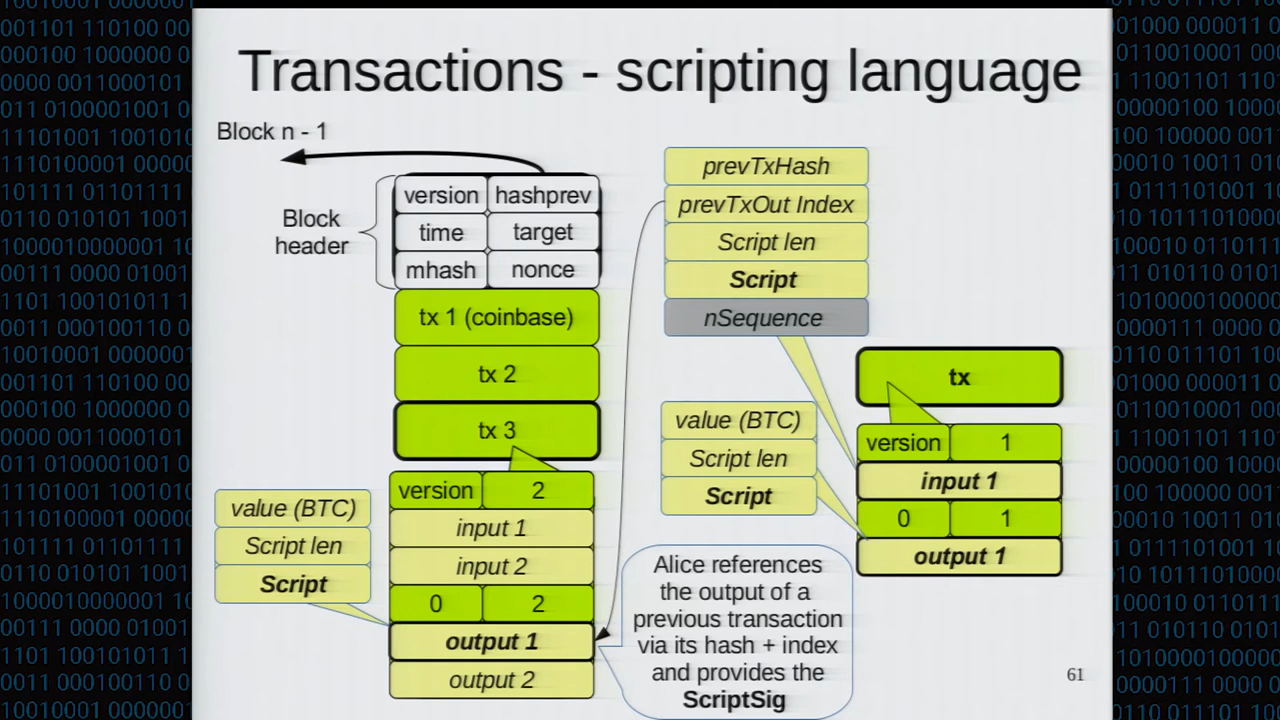 Transactions - scripting language
Block n - 1
Block
header
version hashprev
time target
mhash nonce
tx 1 (coinbase)
tx 2
tx 3
version 2
input 1
input 2
0 2
output 1
output 2
value (BTC)
Script len
Script
prevTxHash
prevTxOut Index
Script len
Script
nSequence
value (BTC)
Script len
Script
tx
version 1
input 1
0 1
output 1
Alice references
the output of a
previous transaction
via its hash + index
and provides the
ScriptSig
61